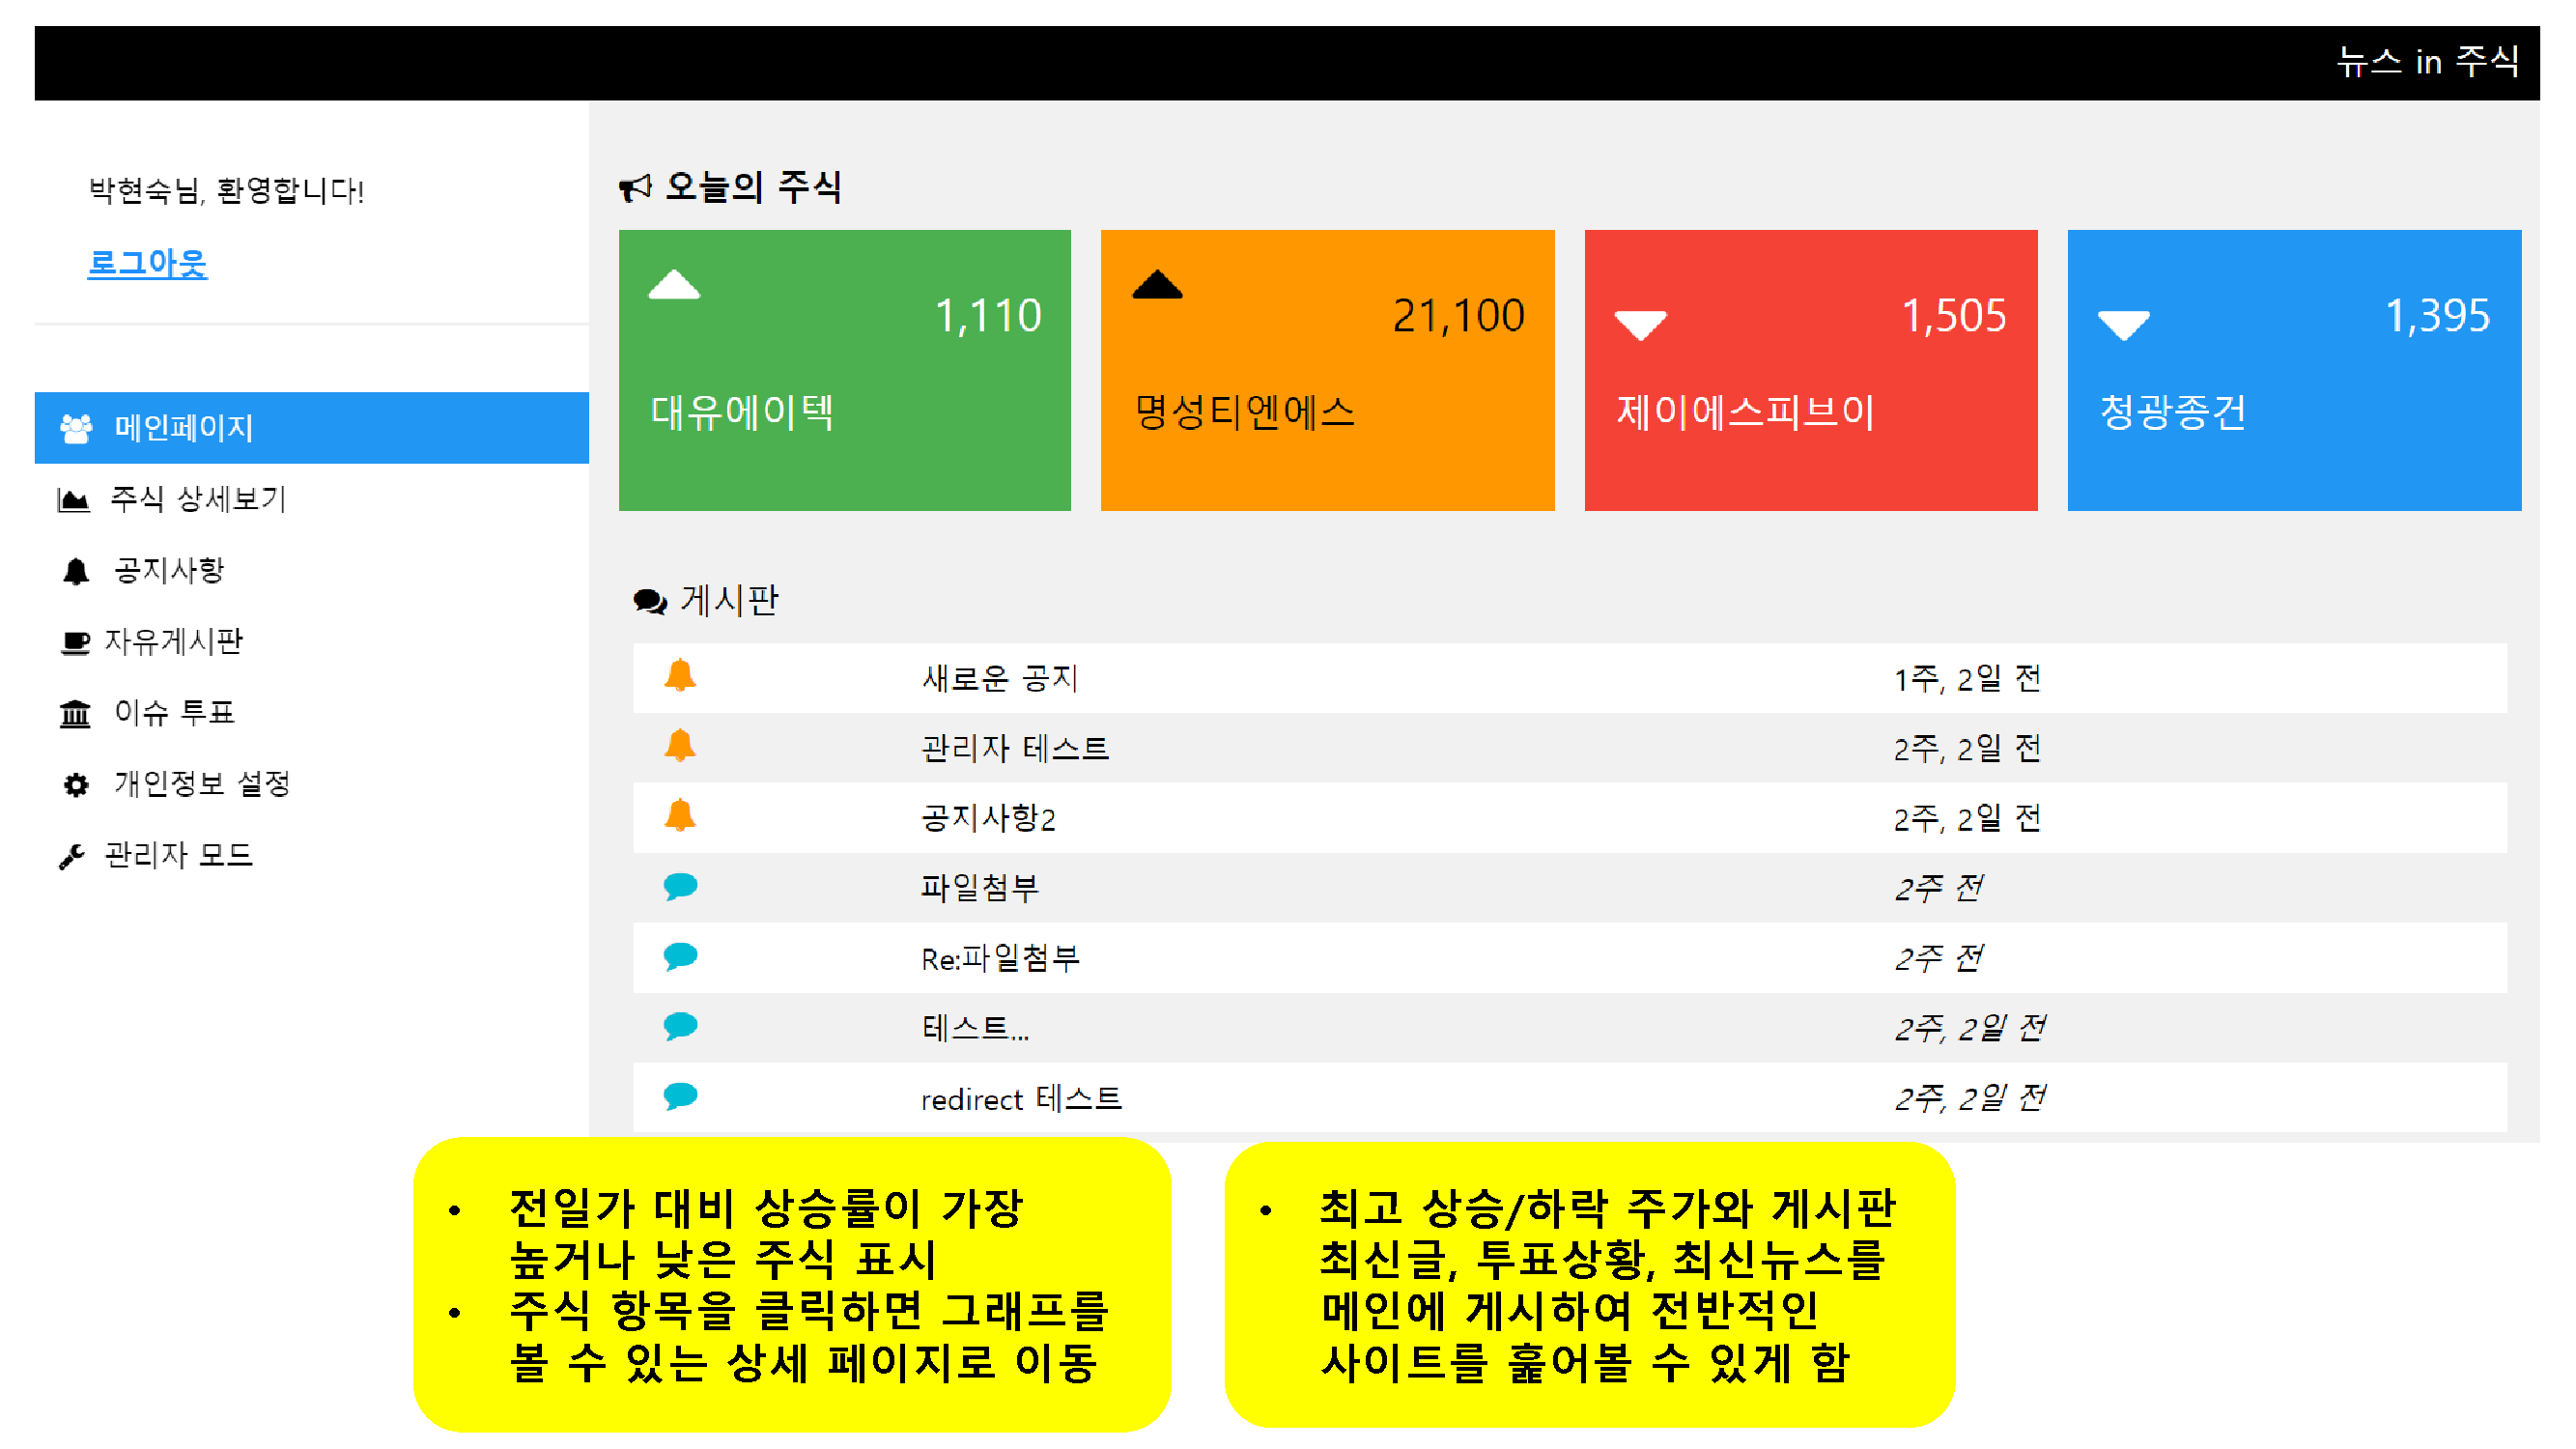 뉴스 in 주식
박현숙님, 환영합니다!
로그아웃
메인페이지
주식 상세보기
공지사항
자유게시판
이슈 투표
개인정보 설정
관리자 모드
오늘의 주식
1,110
대유에이텍
21,100
명성티엔에스
1,505
제이에스피브이
1,395
청광종건
게시판
새로운 공지 1주, 2일 전
관리자 테스트 2주, 2일 전
공지사항2 2주, 2일 전
파일첨부 2주 전
Re:파일첨부 2주 전
테스트... 2주, 2일 전
redirect 테스트 2주, 2일 전
• 전일가 대비 상승률이 가장
높거나 낮은 주식 표시
• 주식 항목을 클릭하면 그래프를
볼 수 있는 상세 페이지로 이동
• 최고 상승/하락 주가와 게시판
최신글, 투표상황, 최신뉴스를
메인에 게시하여 전반적인
사이트를 훑어볼 수 있게 함